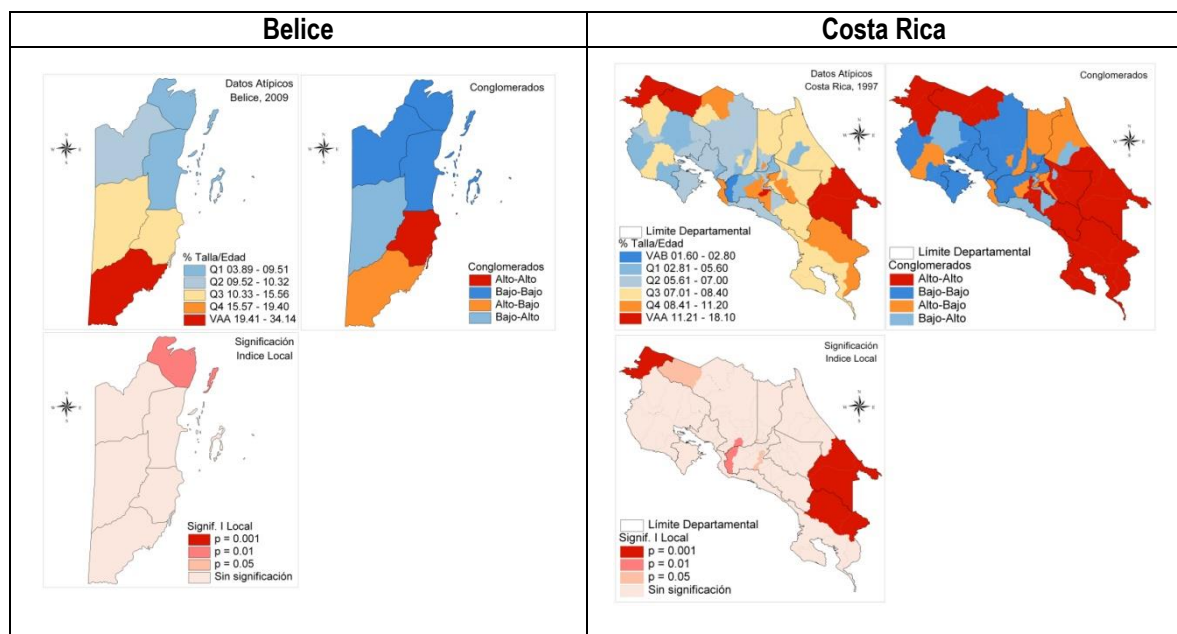 Belice
Costa Rica
Datos Atípicos
Belice, 2009
% Talla/Edad
Q1 03.89 - 09.51
Q2 09.52 - 10.32
Q3 10.33 - 15.56
Q4 15.57 - 19.40
VAA 19.41 - 34.14
Conglomerados
Conglomerados
Alto-Alto
Bajo-Bajo
Alto-Bajo
Bajo-Alto
Significación
Indice Local
Signif. I Local
p = 0.001
p = 0.01
p = 0.05
Sin significación
Datos Atípicos
Costa Rica, 1997
Límite Departamental
% Talla/Edad
VAB 01.60 - 02.80
Q1 02.81 - 05.60
Q2 05.61 - 07.00
Q3 07.01 - 08.40
Q4 08.41 - 11.20
VAA 11.21 - 18.10
Conglomerados
Límite Departamental
Conglomerados
Alto-Alto
Bajo-Bajo
Alto-Bajo
Bajo-Alto
Significación
Indice Local
Límite Departamental
Signif. I Local
p = 0.001
p = 0.01
p = 0.05
Sin significación